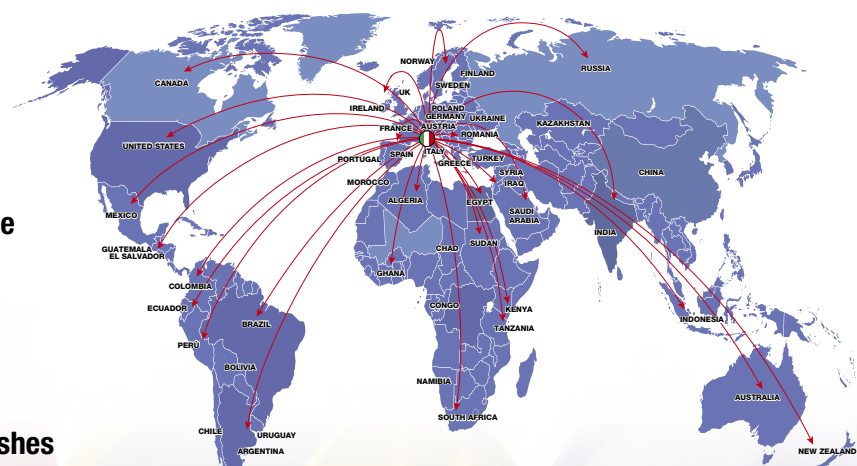 NORWAY
FINLAND
RUSSIA
CANADA
SWEDEN
UK
IRELAND
POLAND
GERMANY
UKRAINE
KAZAKHSTAN
FRANCE
AUSTRIA
ROMANIA
UNITED STATES
SPAIN
ITALY
PORTUGAL
GREECE
TURKEY
SYRIA
CHINA
MOROCCO
IRAQ
ALGERIA
EGYPT
MEXICO
SAUDI
ARABIA
e
INDIA
GUATEMALA
EL SALVADOR
CHAD
SUDAN
GHANA
COLOMBIA
ECUADOR
CONGO
KENYA
INDONESIA
BRAZIL
TANZANIA
PERÙ
BOLIVIA
NAMIBIA
AUSTRALIA
SOUTH AFRICA
CHILE
URUGUAY
shes
ARGENTINA
NEW ZEALAND